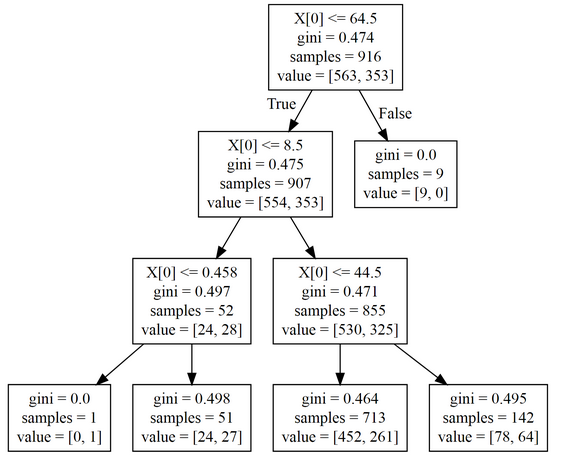 X[0] <= 64.5
gini = 0.474
samples = 916
value = [563, 353]
True
False
X[0] <= 8.5
gini = 0.475
samples = 907
value = [554, 353]
gini = 0.0
samples = 9
value = [9, 0]
X[0] <= 0.458
gini = 0.497
samples = 52
value = [24, 28]
X[0] <= 44.5
gini = 0.471
samples = 855
value = [530, 325]
gini = 0.0
samples = 1
value = [0, 1]
gini = 0.498
samples = 51
value = [24, 27]
gini = 0.464
samples = 713
value = [452, 261]
gini = 0.495
samples = 142
value = [78, 64]